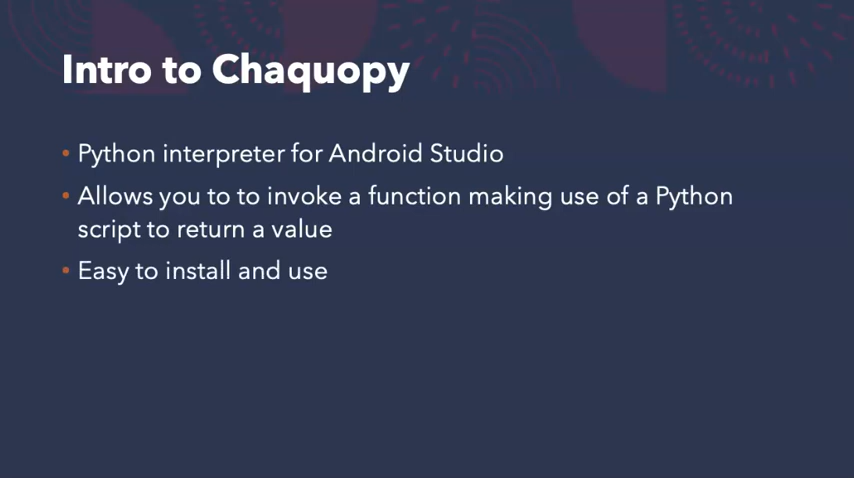 Intro to Chaquopy
• Python interpreter for Android Studio
• Allows you to to invoke a function making use of a Python
script to return a value
• Easy to install and use